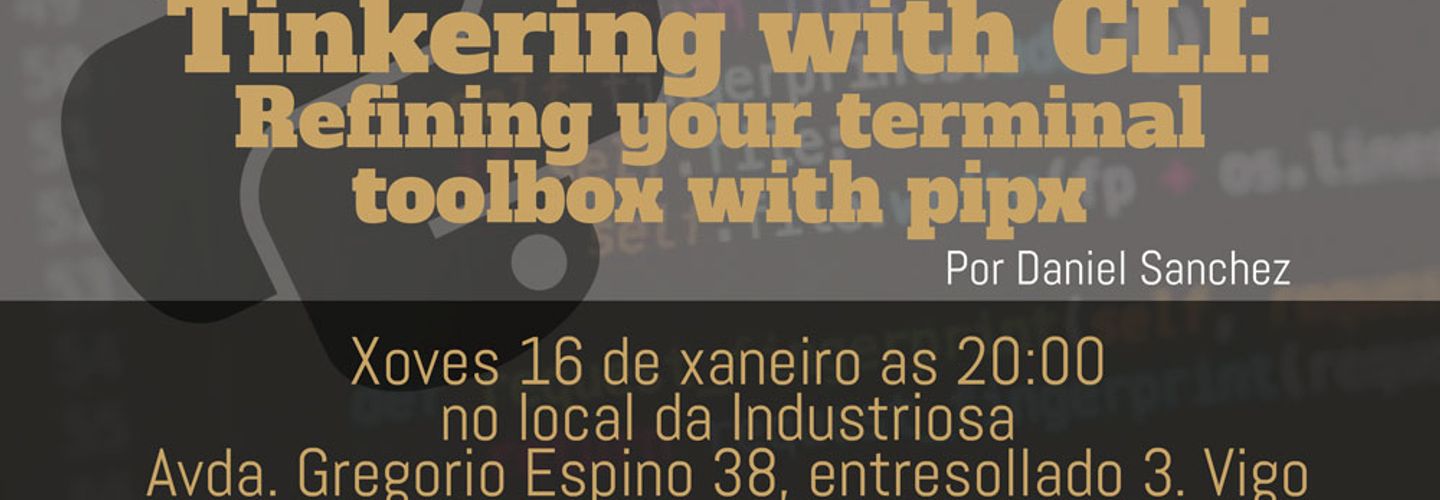 Tinkering with CLI:
Refining your terminal
toolbox with pipx
Por Daniel Sanchez
Xoves 16 de xaneiro as 20:00
no local da Industriosa
Avda. Gregorio Espino 38, entresollado 3. Vigo